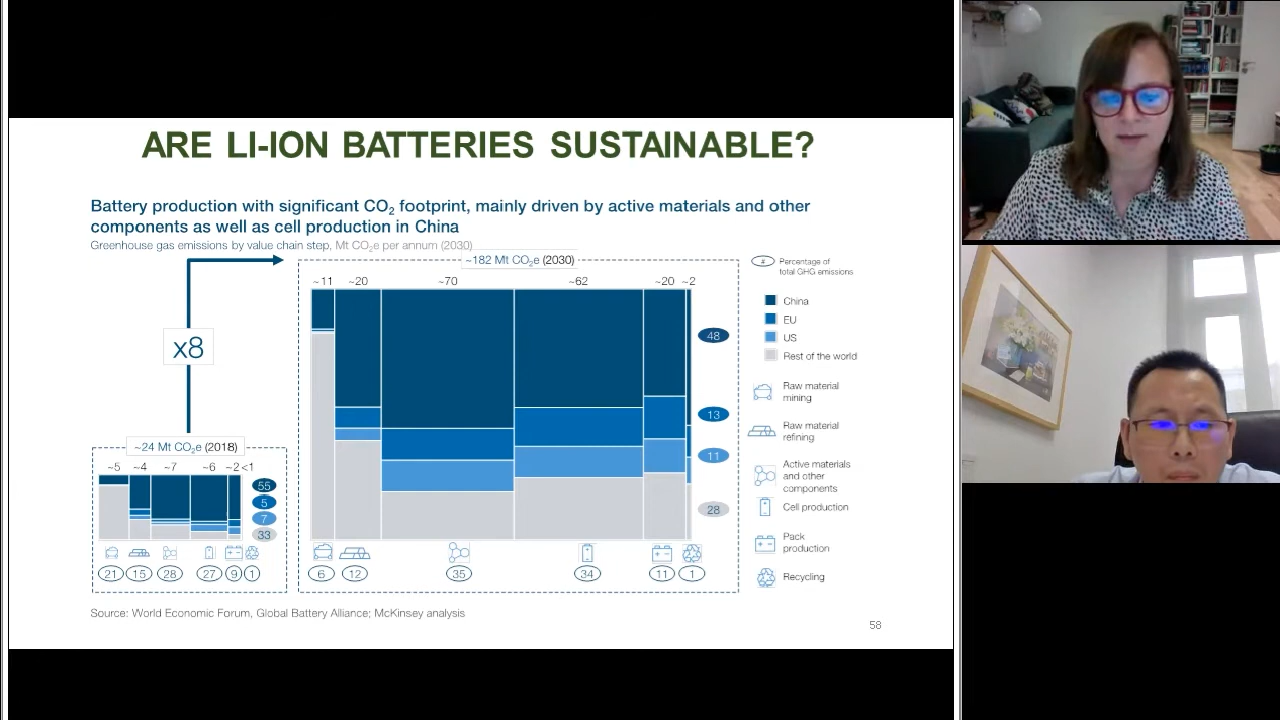 ARE LI-ION BATTERIES SUSTAINABLE?
Battery production with significant CO₂ footprint, mainly driven by active materials and other
components as well as cell production in China
Greenhouse gas emissions by value chain step, Mt CO₂e per annum (2030)
~182 Mt CO₂e (2030)
# Percentage of
total GHG emissions
~11 ~20 ~70 ~62 ~20 ~2
China
EU
US
Rest of the world
48
13
11
28
x8
Raw material
mining
Raw material
refining
Active materials
and other
components
Cell production
Pack
production
Recycling
~24 Mt CO₂e (2018)
~5 ~4 ~7 ~6 ~2 <1
55
5
7
33
21 15 28 27 9 1
6 12 35 34 11 1
Source: World Economic Forum, Global Battery Alliance; McKinsey analysis
58